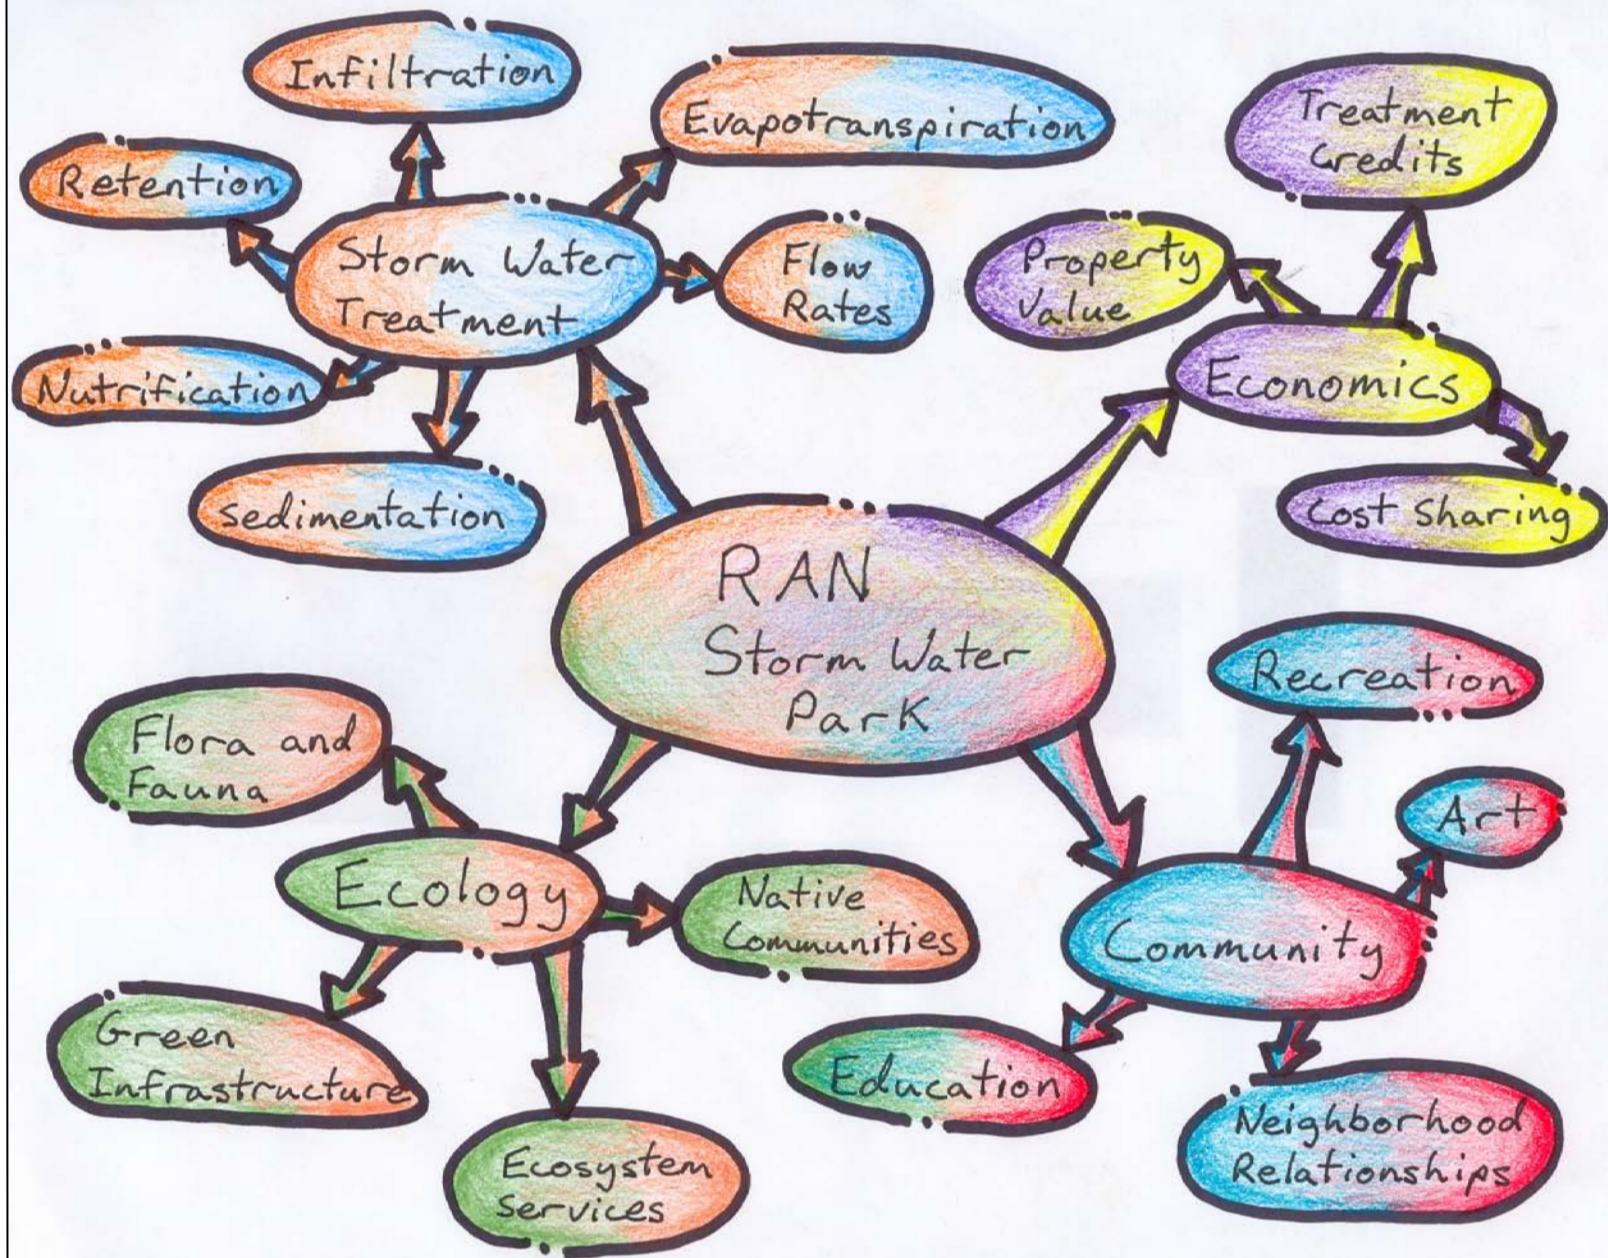 Infiltration
Evapotranspiration
Retention
Storm Water
Treatment
Flow
Rates
Nutrification
Sedimentation
Treatment
Credits
Property
Value
Economics
Cost Sharing
RAN
Storm Water
Park
Flora and
Fauna
Ecology
Native
Communities
Green
Infrastructure
Ecosystem
Services
Recreation
Art
Community
Education
Neighborhood
Relationships